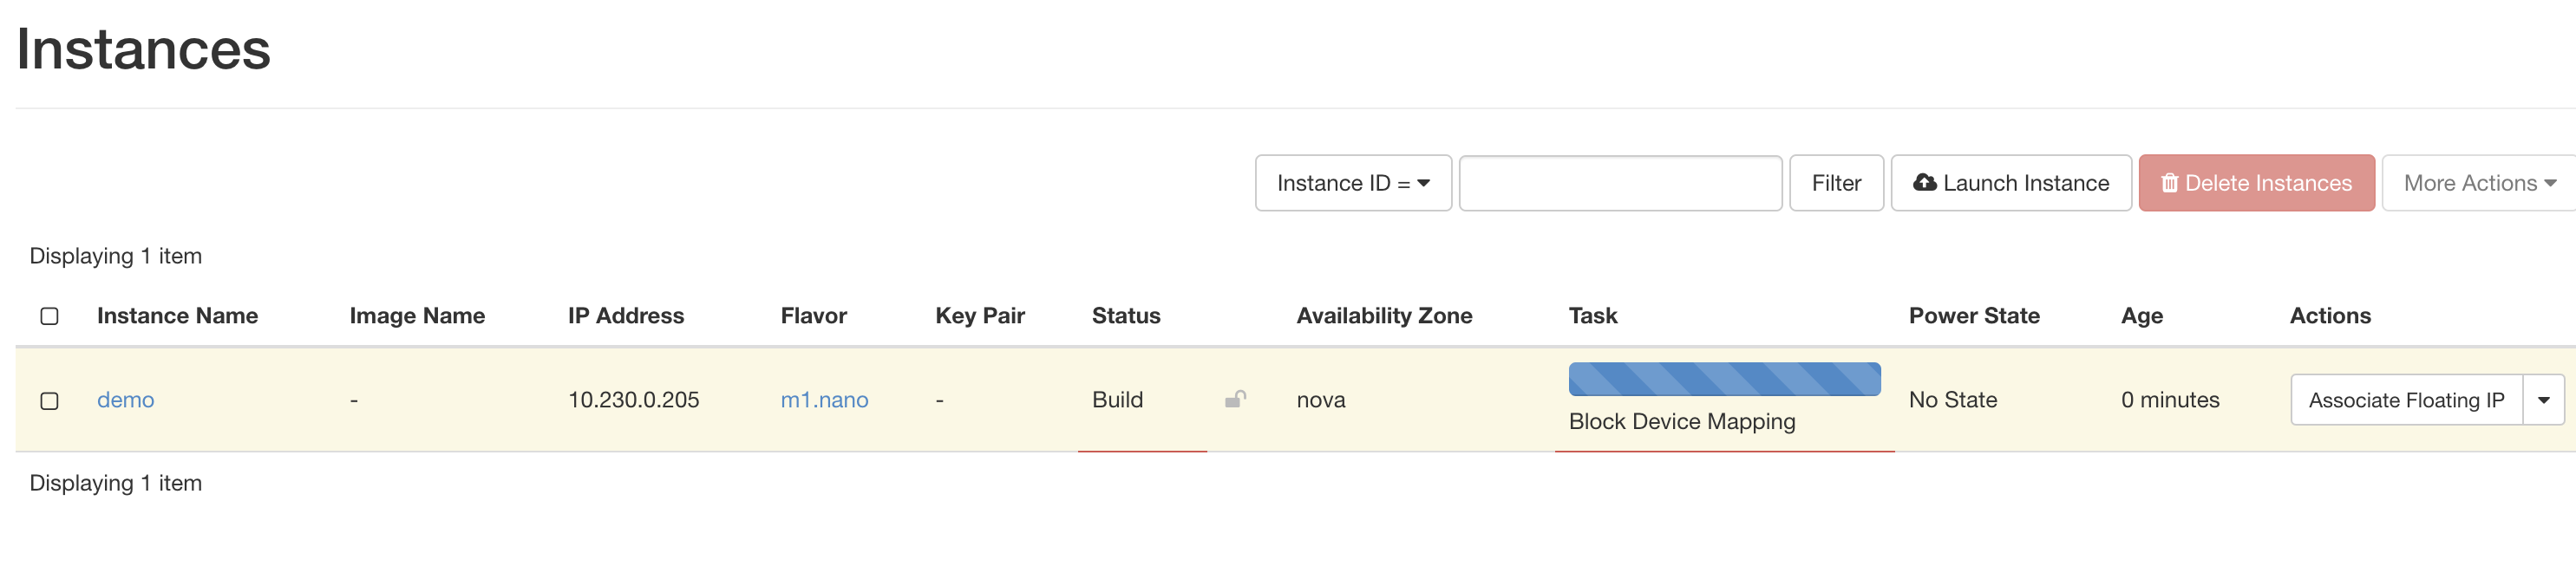 Instances
Instance ID = Filter Launch Instance Delete Instances More Actions
Displaying 1 item
Instance Name Image Name IP Address Flavor Key Pair Status Availability Zone Task Power State Age Actions
demo - 10.230.0.205 m1.nano - Build nova Block Device Mapping No State 0 minutes Associate Floating IP
Displaying 1 item